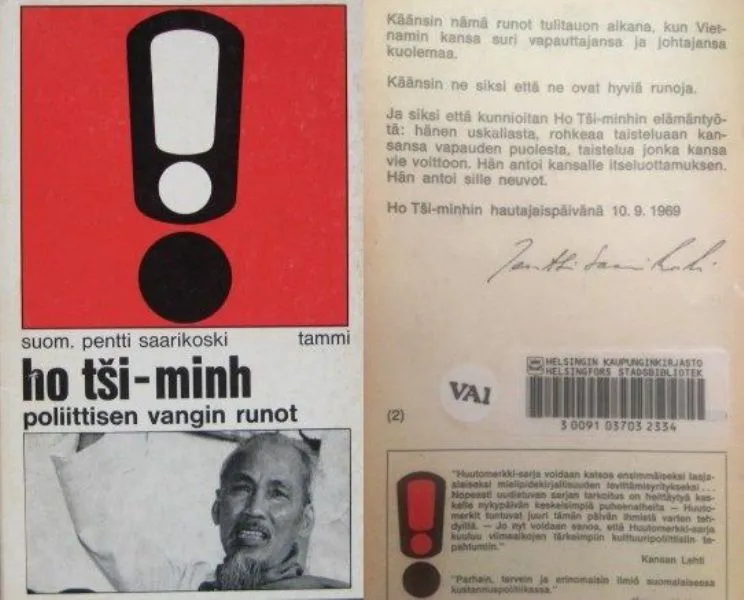 suom. pentti saarikoski tammi
ho tši-minh
poliittisen vangin runot
Käänsin nämä runot tulitauon aikana, kun Viet-
namin kansa suri vapauttajansa ja johtajansa
kuolemaa.
Käänsin ne siksi että ne ovat hyviä runoja.
Ja siksi että kunnioitan Ho Tši-minhin elämäntyö-
tä: hänen uskaliasta, rohkeaa taisteluaan kan-
sansa vapauden puolesta, taistelua jonka kansa
vie voittoon. Hän antoi kansalle itseluottamuksen.
Hän antoi sille neuvot.
Ho Tši-minhin hautajaispäivänä 10.9.1969
Pentti Saarikoski
HELSINGIN KAUPUNGINKIRJASTO
HELSINGFORS STADSBIBLIOTEK
VA1
(2)
3 0091 03703 2334
"Huutomerkki-sarja voidaan katsoa ensimmäiseksi laaja-
alaiseksi mielipidekirjallisuuden levittämisyritykseksi...
Nopeasti uudistuvan sarjan tarkoitus on heittäytyä kes-
kelle nykypäivän keskeisimpiä puheenaiheita — Huuto-
merkit tuntuvat juuri tämän päivän ihmistä varten teh-
dyiltä. — Jo nyt voidaan sanoa, että Huutomerkki-sarja
kuuluu viimeaikojen tärkeimpiin kulttuuripoliittisiin ta-
pahtumiin."
Kansan Lehti
"Parhain, tervein ja erinomaisin ilmiö suomalaisessa
kustannuspolitiikassa."